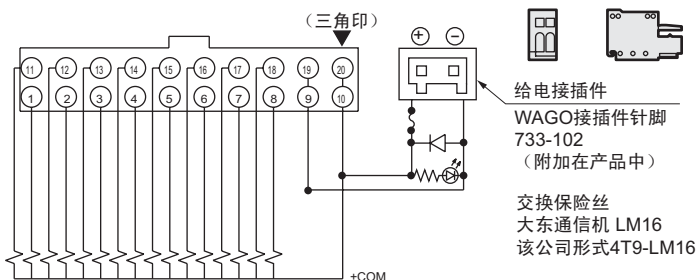 （三角印）
⊕ ⊖
11 12 13 14 15 16 17 18 19 20
1 2 3 4 5 6 7 8 9 10
给电接插件
WAGO接插件针脚
733-102
（附加在产品中）
交换保险丝
大东通信机 LM16
该公司形式4T9-LM16
+COM